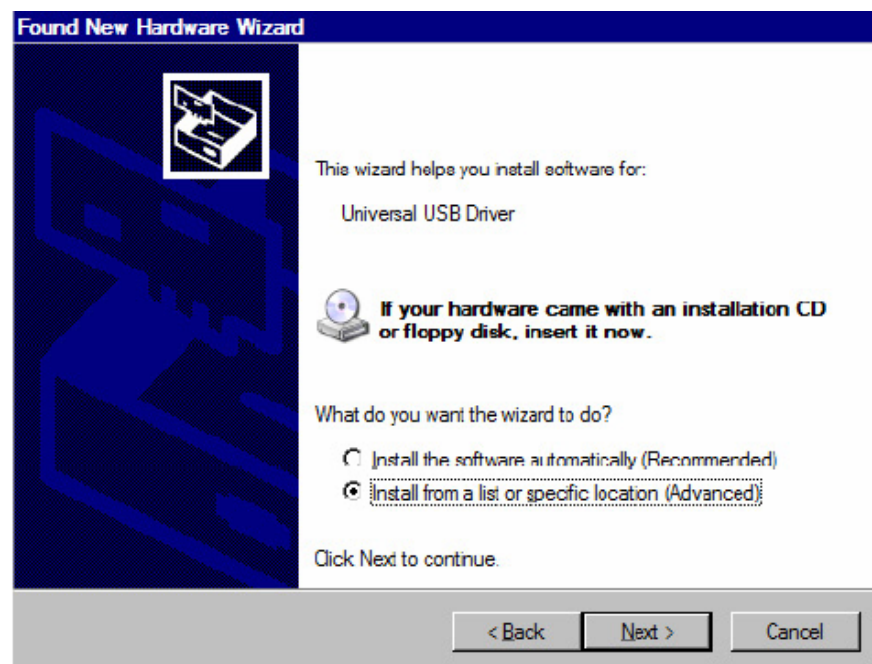 Found New Hardware Wizard
This wizard helps you install software for:
Universal USB Driver
If your hardware came with an installation CD
or floppy disk, insert it now.
What do you want the wizard to do?
Install the software automatically (Recommended)
Install from a list or specific location (Advanced)
Click Next to continue.
< Back Next > Cancel